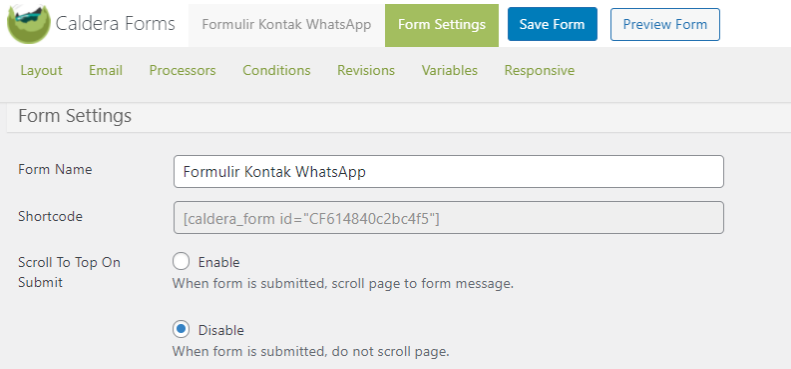 Caldera Forms Formulir Kontak WhatsApp Form Settings Save Form Preview Form
Layout Email Processors Conditions Revisions Variables Responsive
Form Settings
Form Name Formulir Kontak WhatsApp
Shortcode [caldera_form id="CF614840c2bc4f5"]
Scroll To Top On Submit
Enable
When form is submitted, scroll page to form message.
Disable
When form is submitted, do not scroll page.